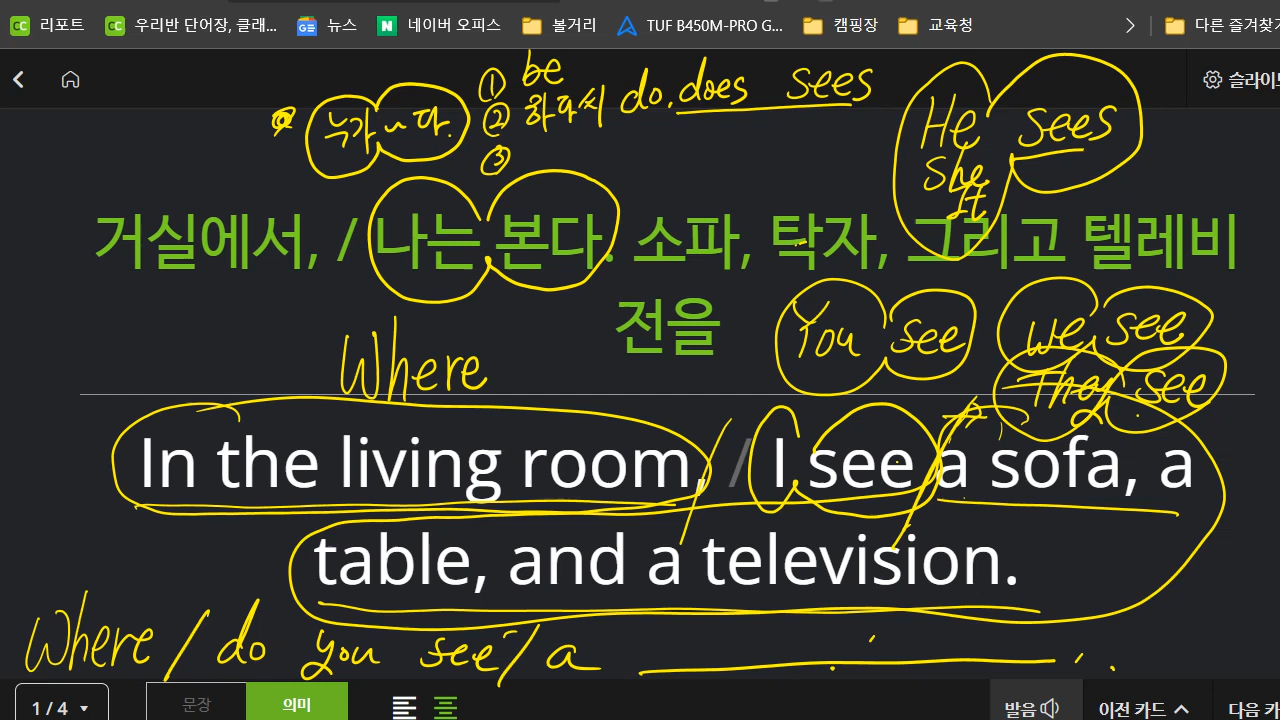 리포트 우리반 단어장, 클래... 뉴스 네이버 오피스 볼거리 TUF B450M-PRO G... 캠핑장 교육청 다른 즐겨찾기
슬라이드
① be
누가 ~ 다. ② 하다씨 do. does sees
③
He sees
She
It
거실에서, / 나는 본다. 소파, 탁자, 그리고 텔레비
전을
You see we see
They see
Where
In the living room, / I see a sofa, a
table, and a television.
Where / do you see / a
1 / 4 문장 의미 발음 이전 카드 다음 카